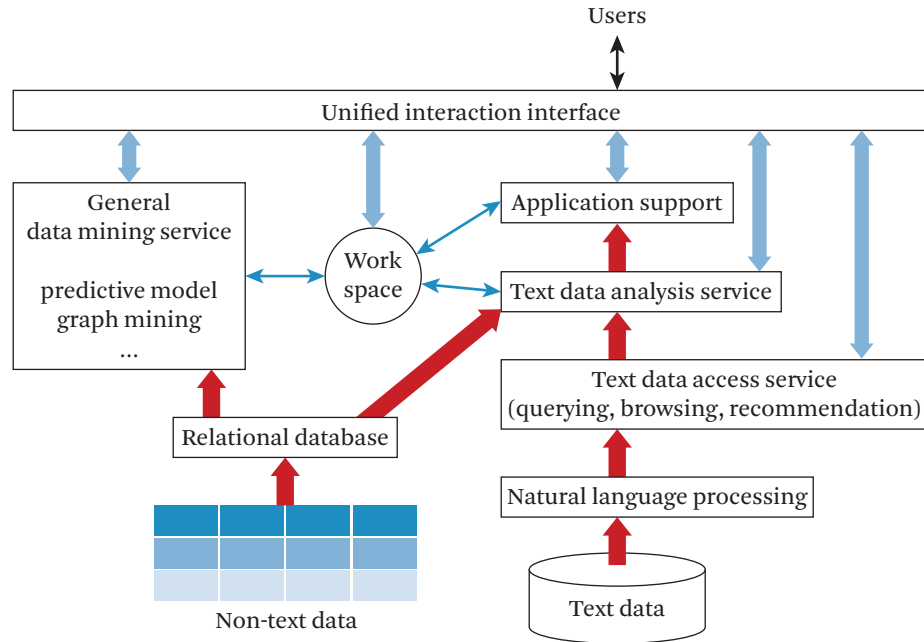 Users
Unified interaction interface
General
data mining service
predictive model
graph mining
...
Work
space
Application support
Text data analysis service
Text data access service
(querying, browsing, recommendation)
Relational database
Natural language processing
Non-text data
Text data